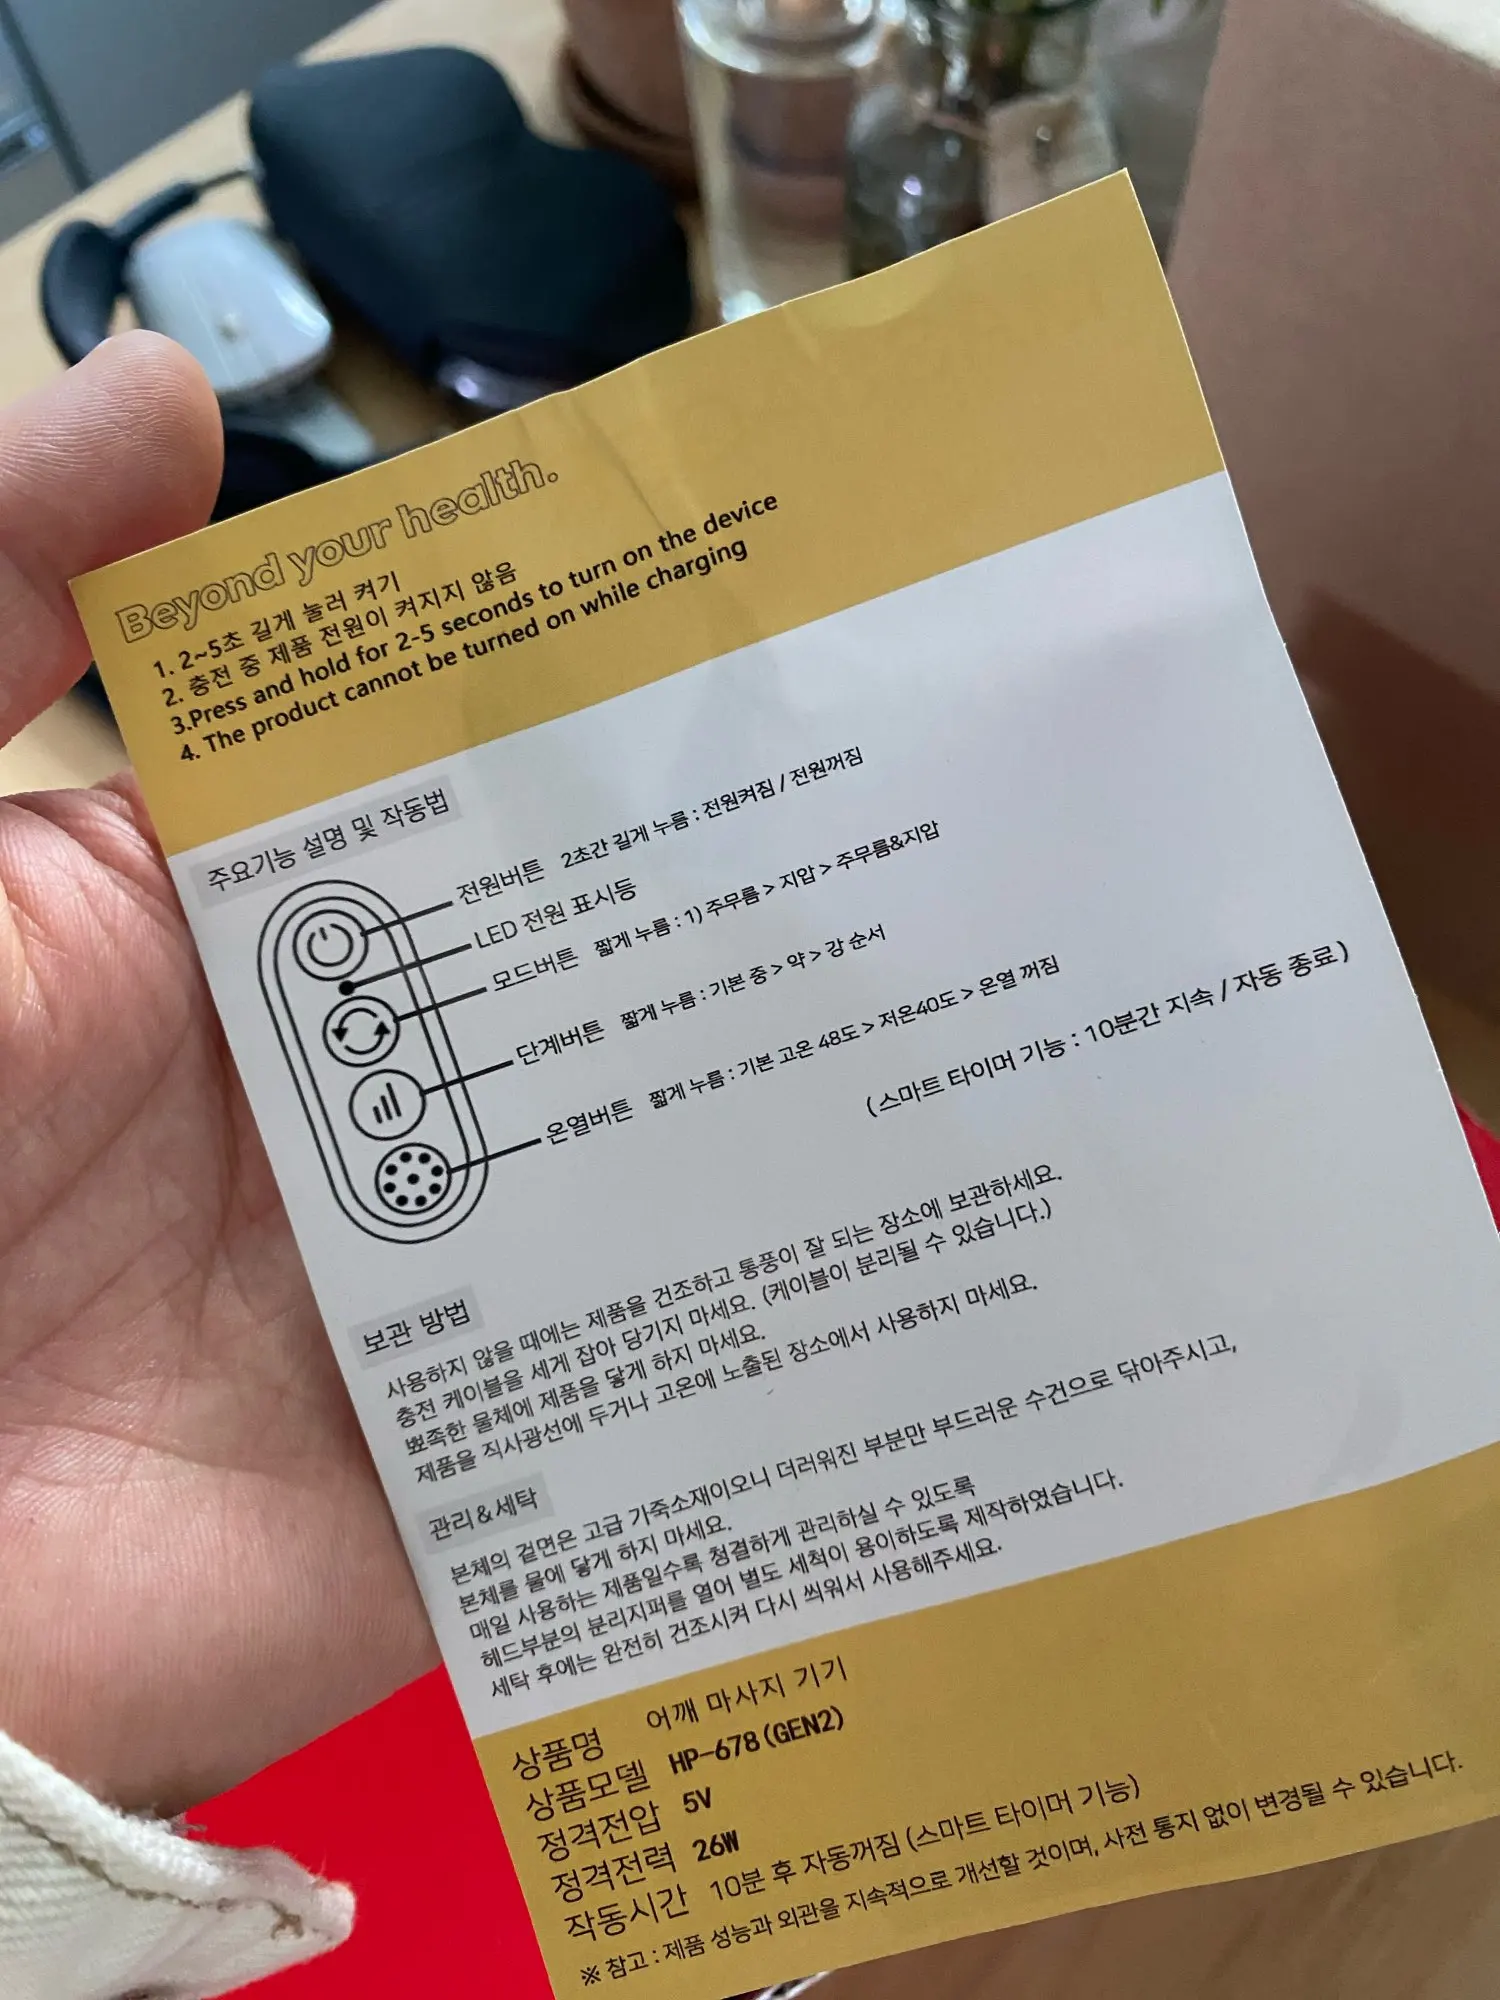 Beyond your health.
1. 2~5초 길게 눌러 켜기
2. 충전 중 제품 전원이 켜지지 않음
3.Press and hold for 2-5 seconds to turn on the device
4. The product cannot be turned on while charging
주요기능 설명 및 작동법
전원버튼 2초간 길게 누름 : 전원켜짐 / 전원꺼짐
LED 전원 표시등
모드버튼 짧게 누름 : 1) 주무름 > 지압 > 주무름&지압
단계버튼 짧게 누름 : 기본 중 > 약 > 강 순서
온열버튼 짧게 누름 : 기본 고온 48도 > 저온40도 > 온열 꺼짐
(스마트 타이머 기능 : 10분간 지속 / 자동 종료)
보관 방법
사용하지 않을 때에는 제품을 건조하고 통풍이 잘 되는 장소에 보관하세요.
충전 케이블을 세게 잡아 당기지 마세요. (케이블이 분리될 수 있습니다.)
뾰족한 물체에 제품을 닿게 하지 마세요.
제품을 직사광선에 두거나 고온에 노출된 장소에서 사용하지 마세요.
관리&세탁
본체의 겉면은 고급 가죽소재이오니 더러워진 부분만 부드러운 수건으로 닦아주시고,
본체를 물에 닿게 하지 마세요.
매일 사용하는 제품일수록 청결하게 관리하실 수 있도록
헤드부분의 분리지퍼를 열어 별도 세척이 용이하도록 제작하였습니다.
세탁 후에는 완전히 건조시켜 다시 씌워서 사용해주세요.
상품명 어깨 마사지 기기
상품모델 HP-678(GEN2)
정격전압 5V
정격전력 26W
작동시간 10분 후 자동꺼짐 (스마트 타이머 기능)
※ 참고 : 제품 성능과 외관을 지속적으로 개선할 것이며, 사전 통지 없이 변경될 수 있습니다.